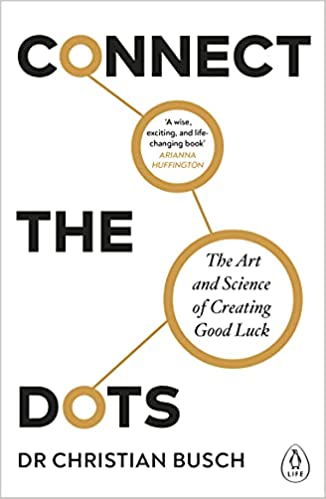 CONNECT
'A wise,
exciting, and life-
changing book'
ARIANNA
HUFFINGTON
THE
The Art
and Science
of Creating
Good Luck
DOTS
DR CHRISTIAN BUSCH
LIFE